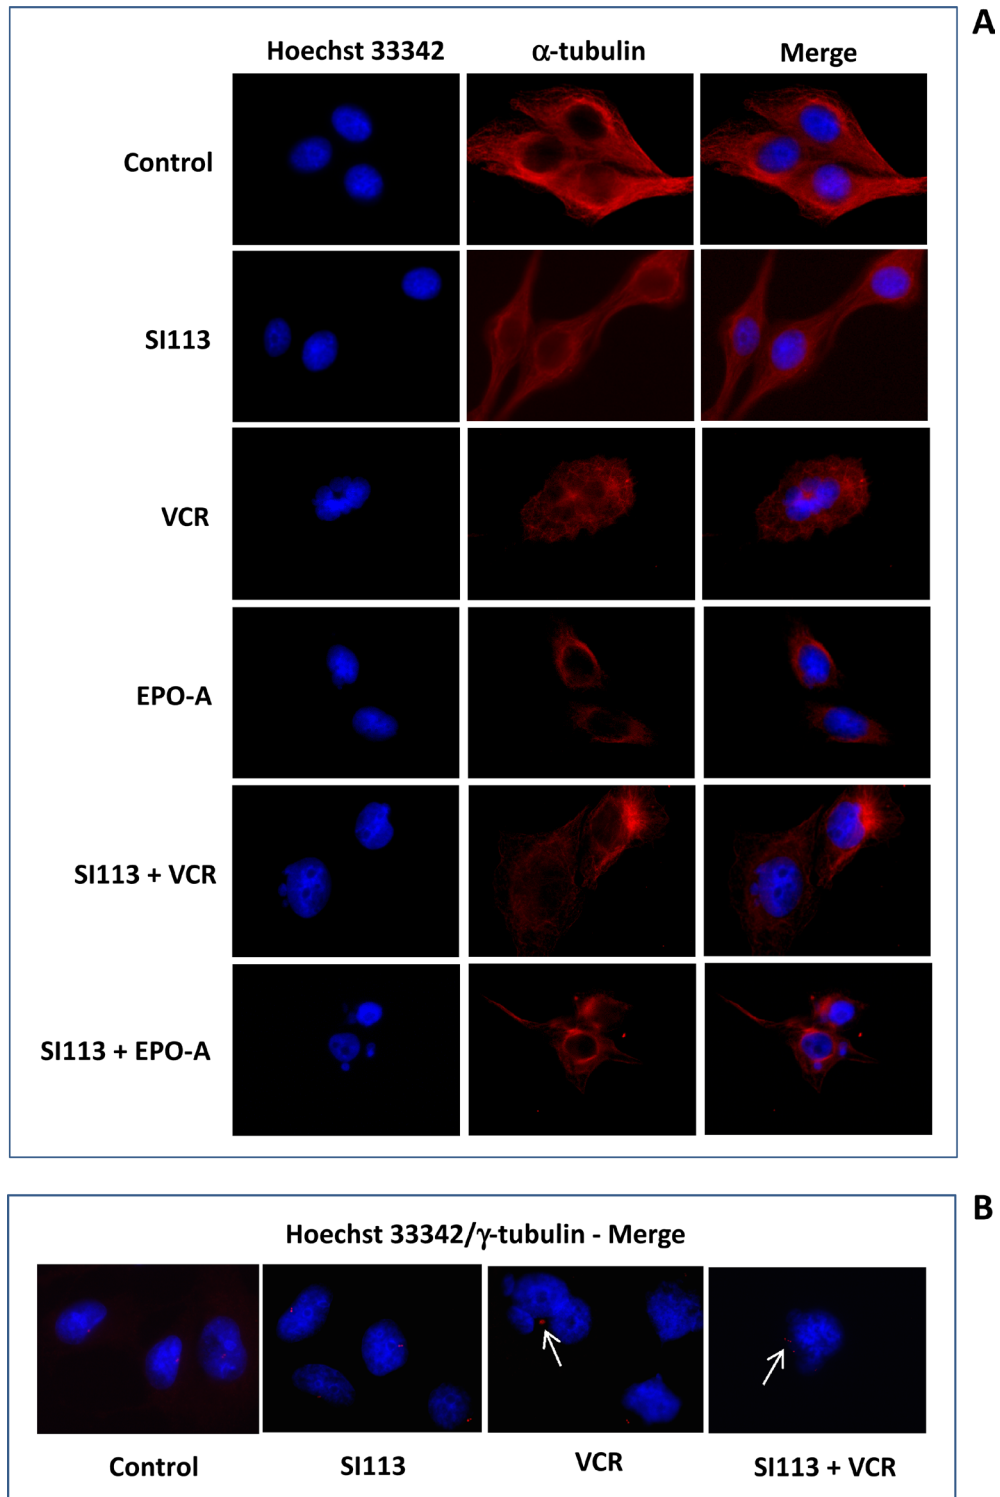 A
Hoechst 33342
α-tubulin
Merge
Control
SI113
VCR
EPO-A
SI113 + VCR
SI113 + EPO-A
B
Hoechst 33342/γ-tubulin - Merge
Control
SI113
VCR
SI113 + VCR